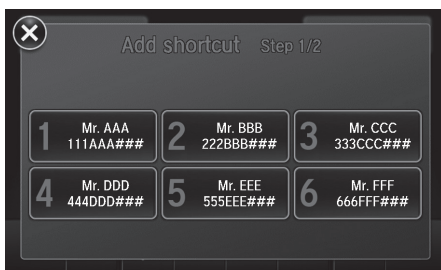 Add shortcut Step 1/2
1 Mr. AAA
111AAA###
2 Mr. BBB
222BBB###
3 Mr. CCC
333CCC###
4 Mr. DDD
444DDD###
5 Mr. EEE
555EEE###
6 Mr. FFF
666FFF###